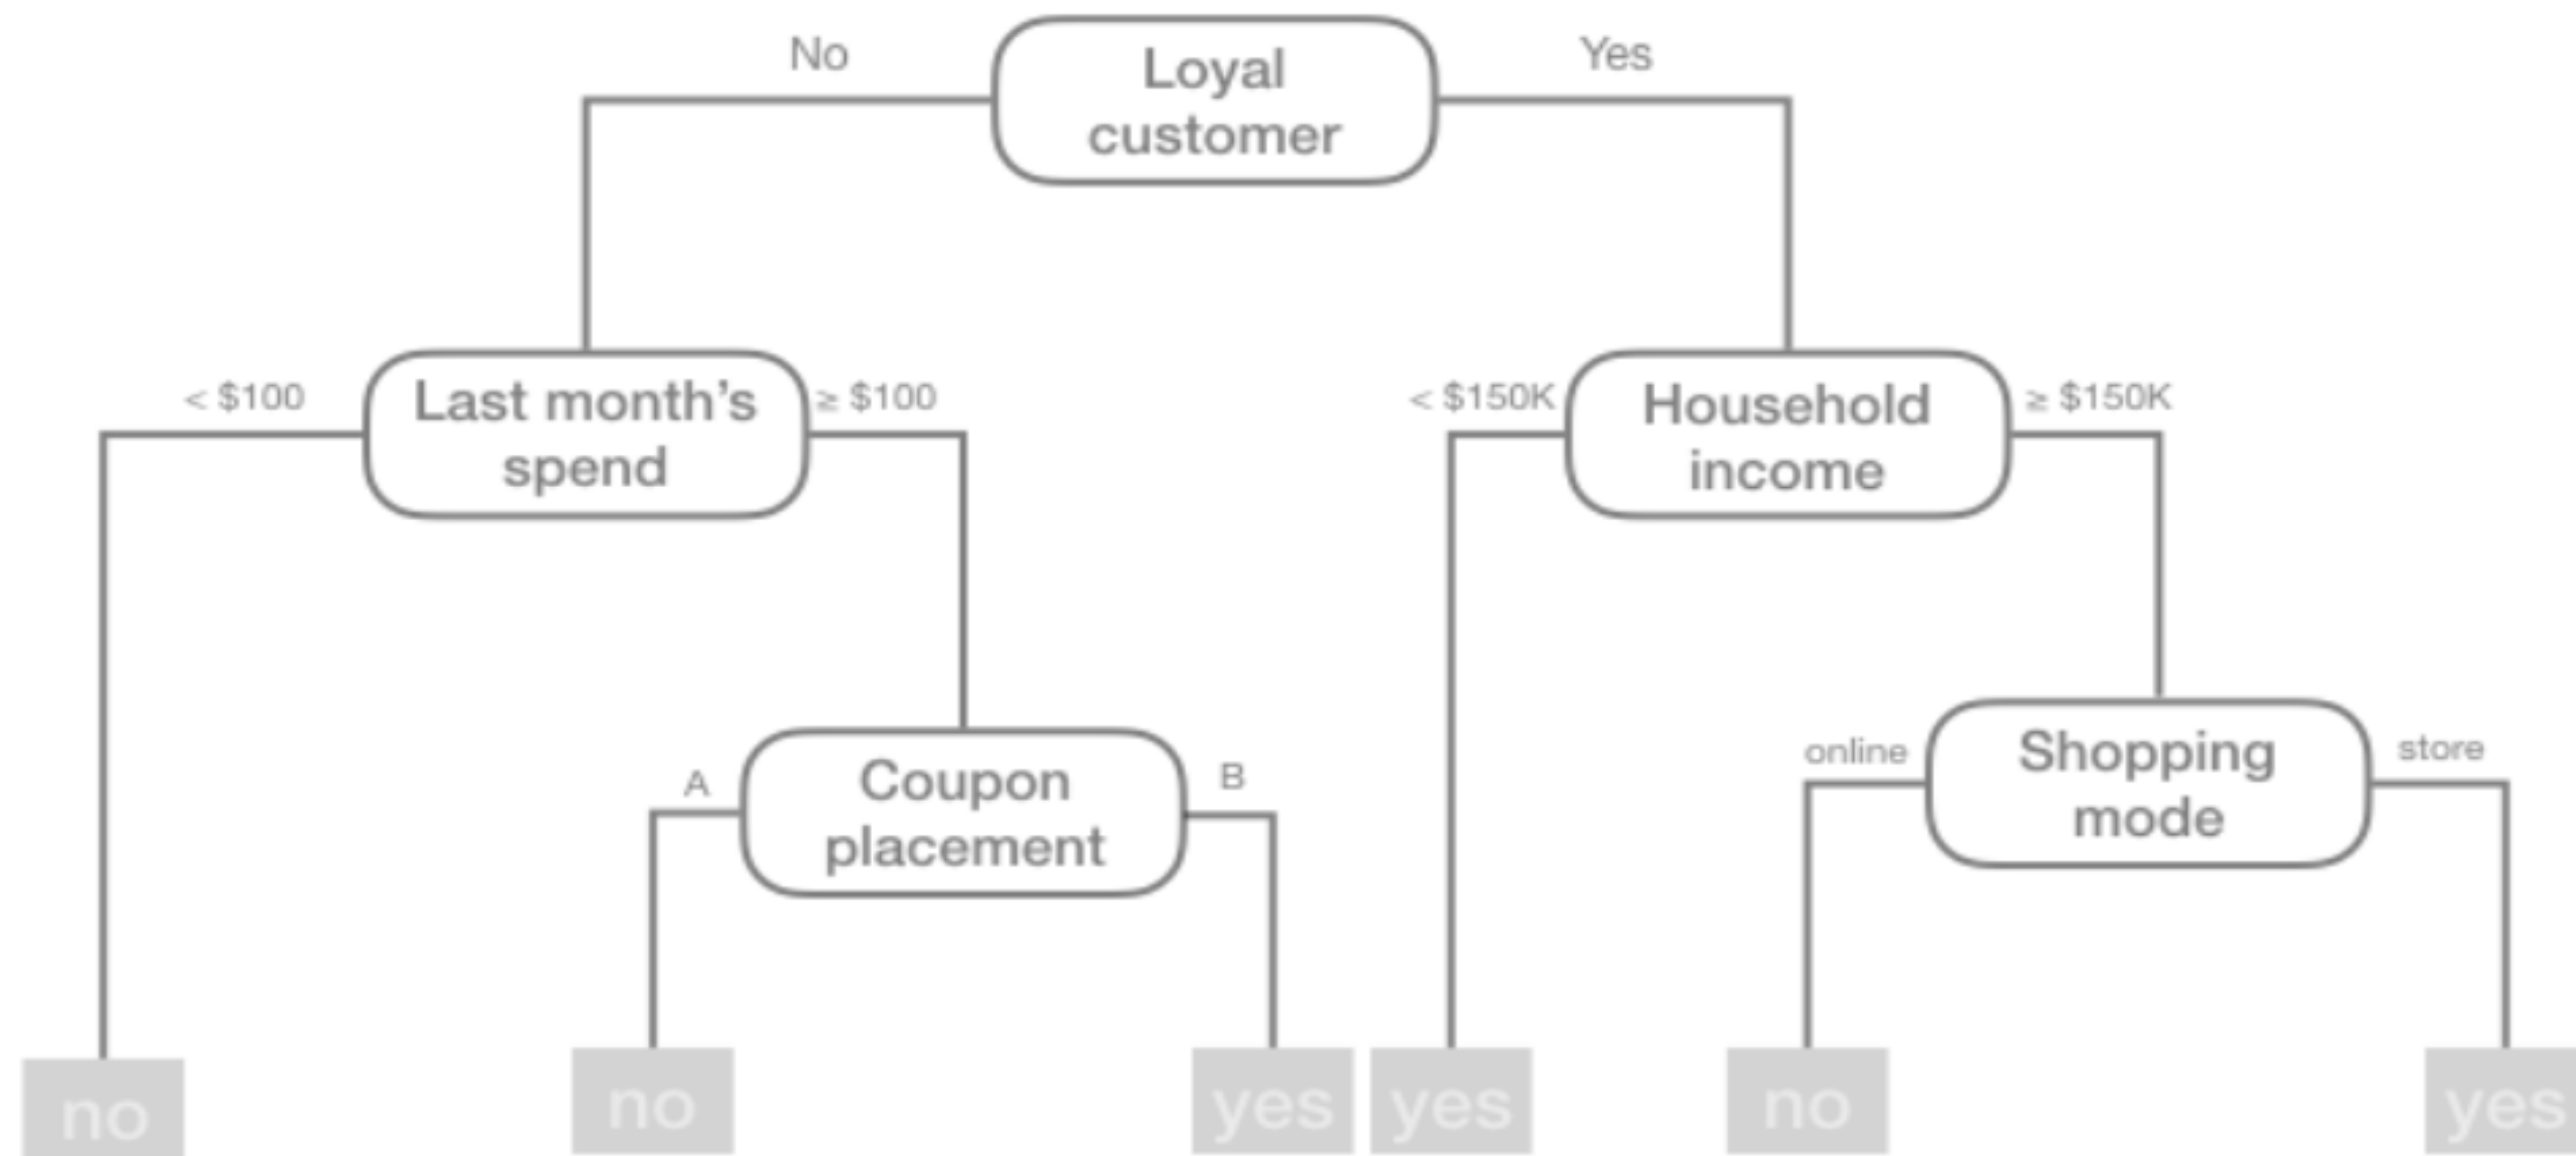 No
Loyal
customer
Yes
< $100
Last month’s
spend
≥ $100
< $150K
Household
income
≥ $150K
A
Coupon
placement
B
online
Shopping
mode
store
no
no
yes
yes
no
yes